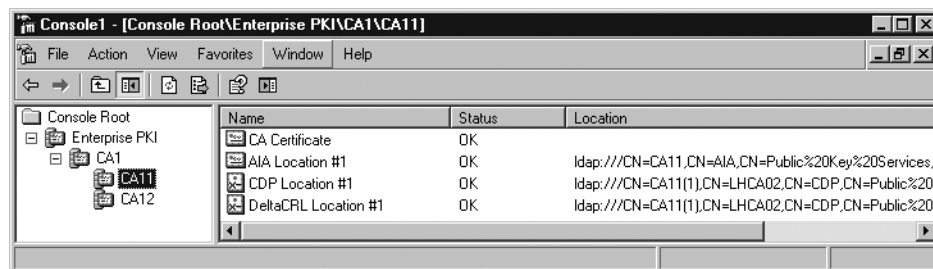 Console1 - [Console Root\Enterprise PKI\CA1\CA11]
File Action View Favorites Window Help
Console Root
Enterprise PKI
CA1
CA11
CA12
Name Status Location
CA Certificate OK
AIA Location #1 OK ldap:///CN=CA11,CN=AIA,CN=Public%20Key%20Services,
CDP Location #1 OK ldap:///CN=CA11(1),CN=LHCA02,CN=CDP,CN=Public%20
DeltaCRL Location #1 OK ldap:///CN=CA11(1),CN=LHCA02,CN=CDP,CN=Public%20